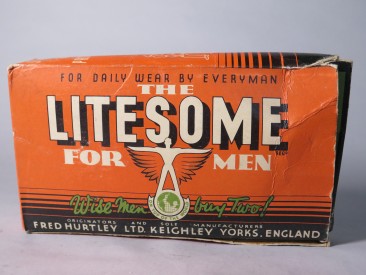 FOR DAILY WEAR BY EVERYMAN
THE
LITESOME
FOR MEN
Wise Men buy Two!
ORIGINATORS AND SOLE MANUFACTURERS
FRED HURTLEY LTD. KEIGHLEY YORKS, ENGLAND